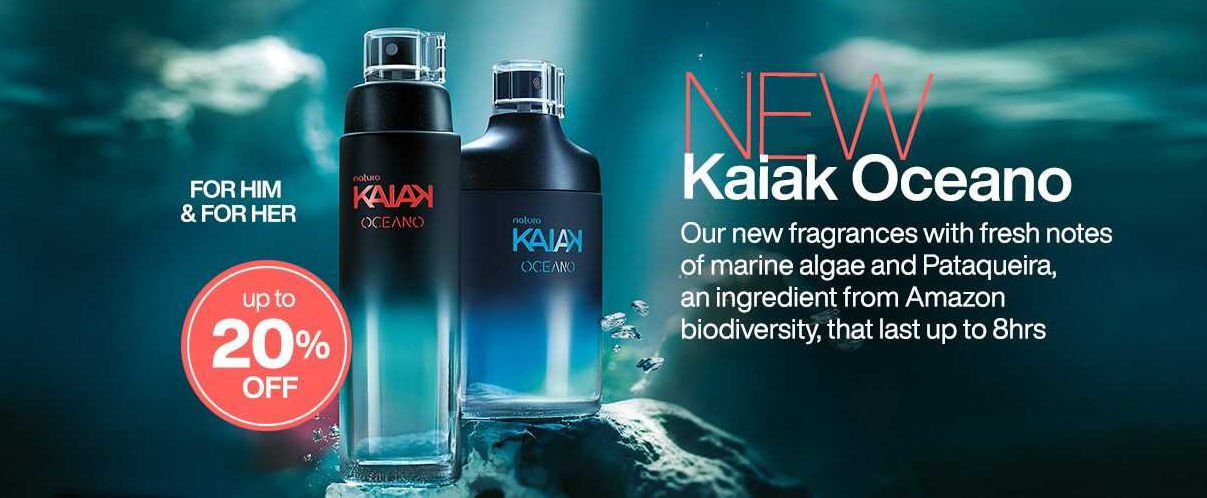 FOR HIM
& FOR HER
up to
20%
OFF
natura
KAIAK
OCEANO
natura
KAIAK
OCEANO
NEW
Kaiak Oceano
Our new fragrances with fresh notes
of marine algae and Pataqueira,
an ingredient from Amazon
biodiversity, that last up to 8hrs